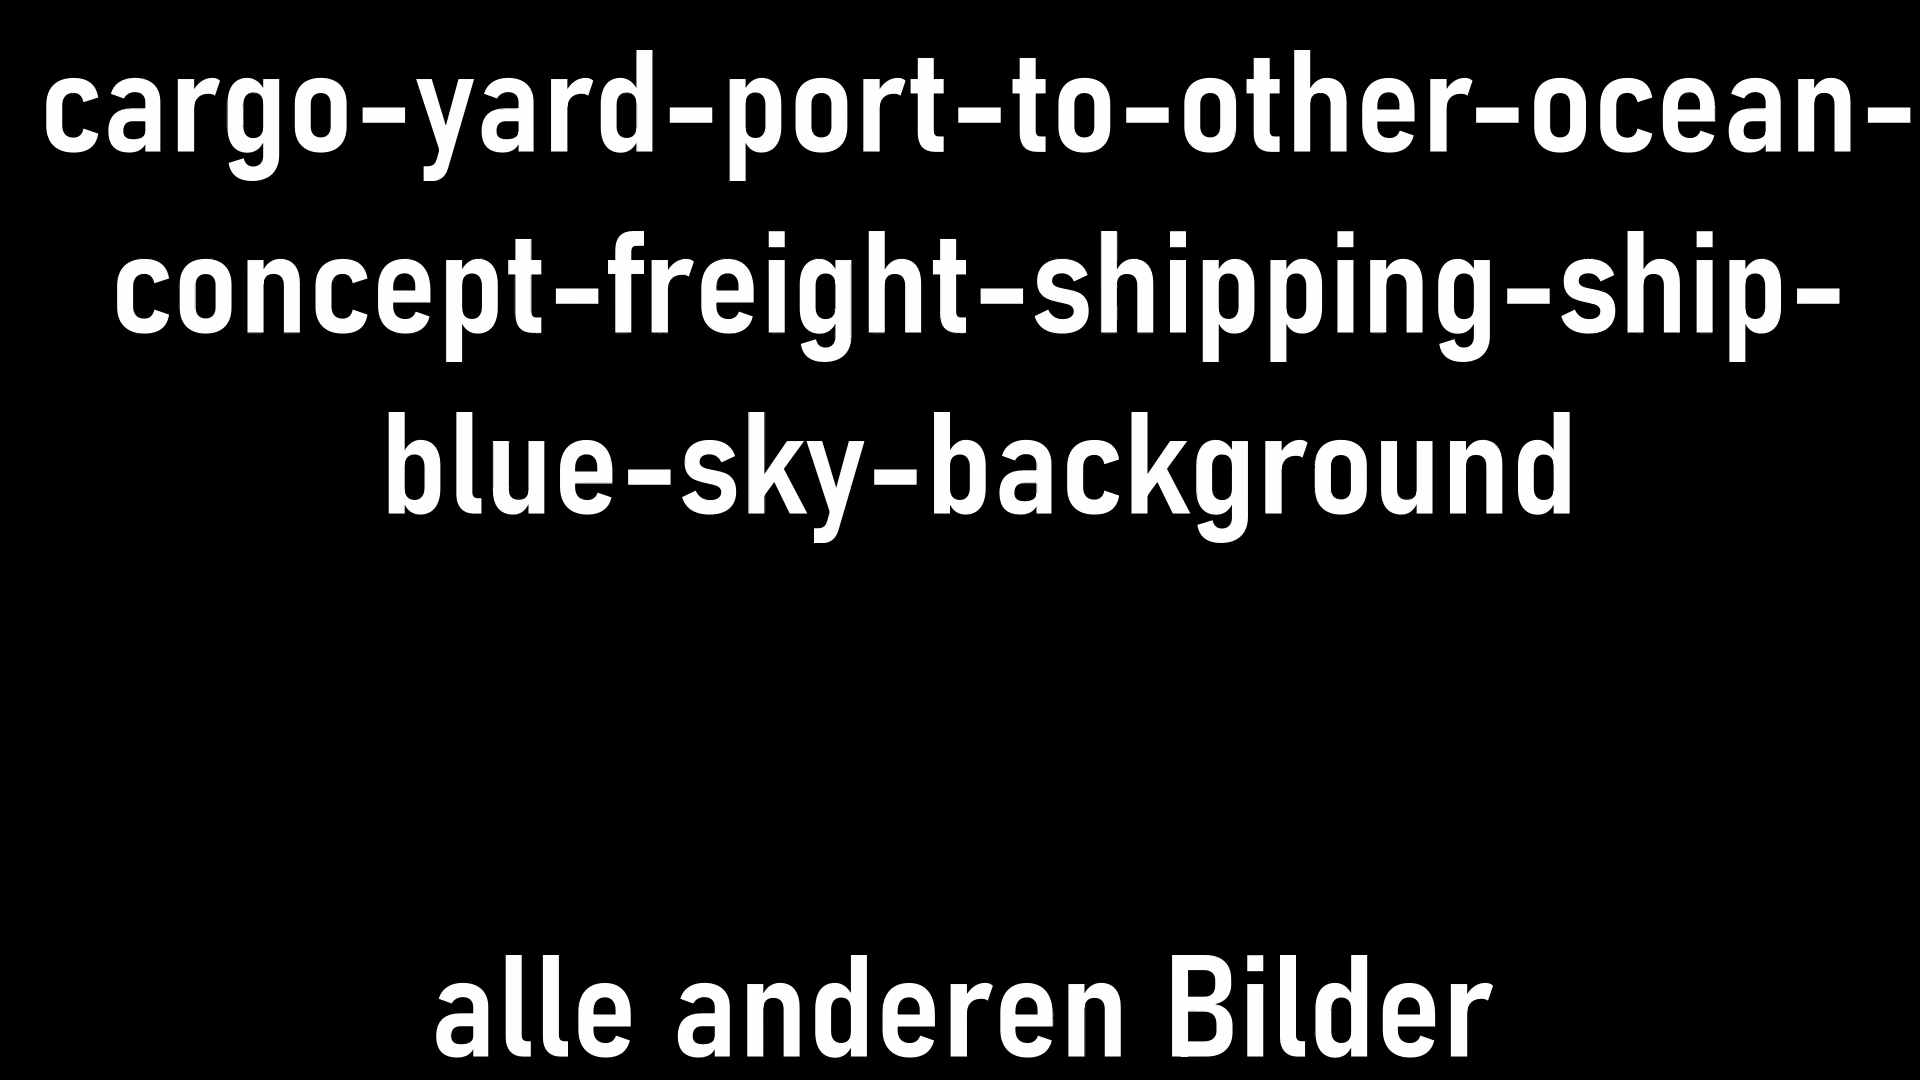 cargo-yard-port-to-other-ocean-
concept-freight-shipping-ship-
blue-sky-background
alle anderen Bilder